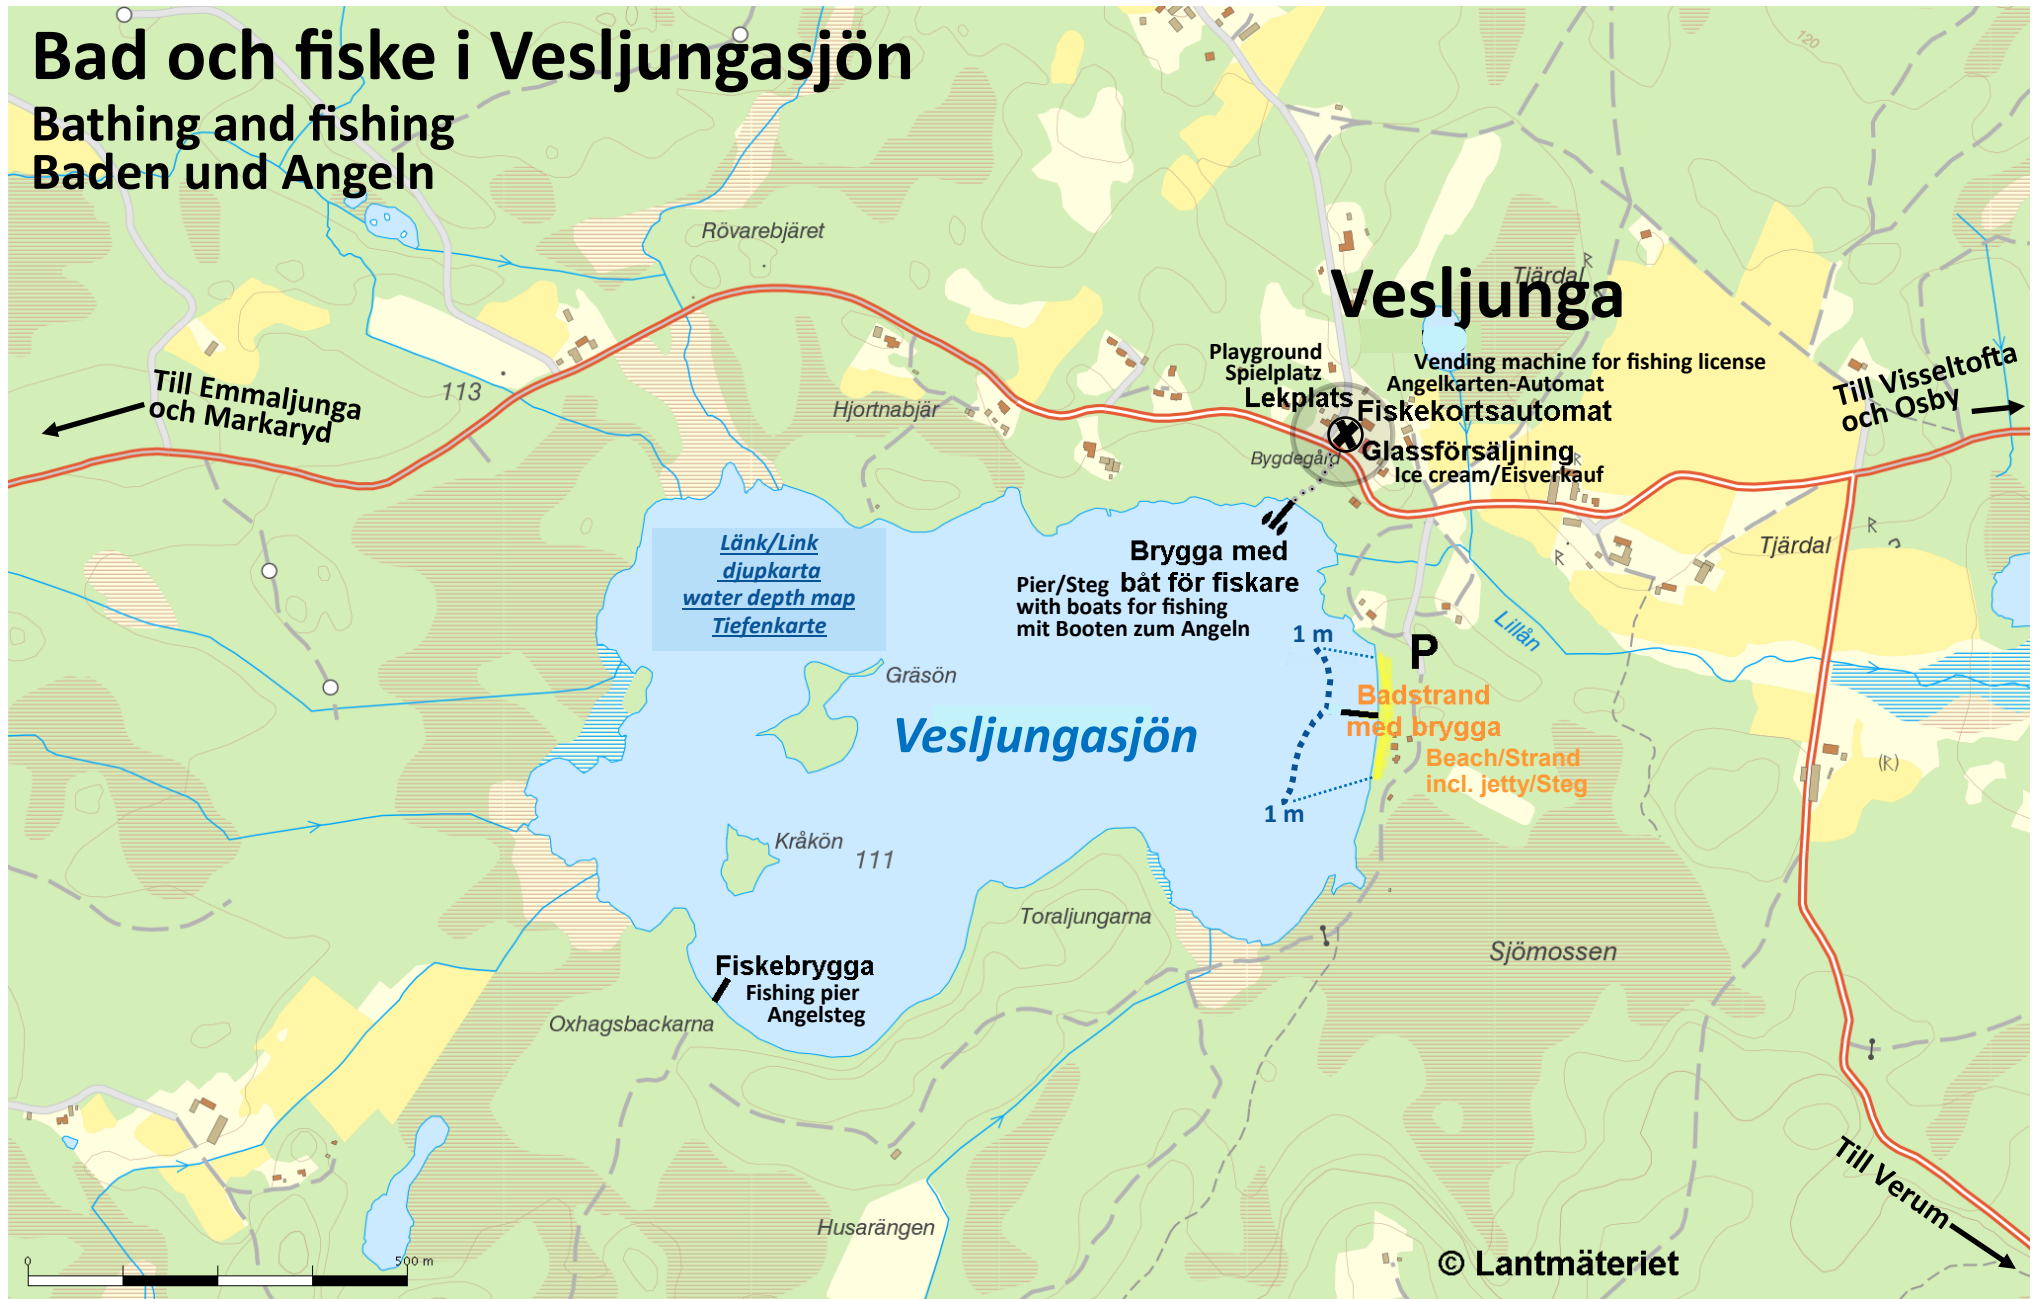 Bad och fiske i Vesljungasjön
Bathing and fishing
Baden und Angeln
120
Rövarebjäret
Tjärdal
Vesljunga
Playground
Spielplatz
Lekplats
Vending machine for fishing license
Angelkarten-Automat
Fiskekortsautomat
Glassförsäljning
Ice cream/Eisverkauf
Bygdegård
Till Visseltofta
och Osby
Till Emmaljunga
och Markaryd
113
Hjortnabjär
Länk/Link
djupkarta
water depth map
Tiefenkarte
Brygga med
båt för fiskare
Pier/Steg
with boats for fishing
mit Booten zum Angeln
Tjärdal
Lillån
1 m
P
Gräsön
Vesljungasjön
Badstrand
med brygga
Beach/Strand
incl. jetty/Steg
(R)
1 m
Kråkön
111
Toraljungarna
Sjömossen
Fiskebrygga
Fishing pier
Angelsteg
Oxhagsbackarna
Till Verum
Husarängen
0
500 m
© Lantmäteriet